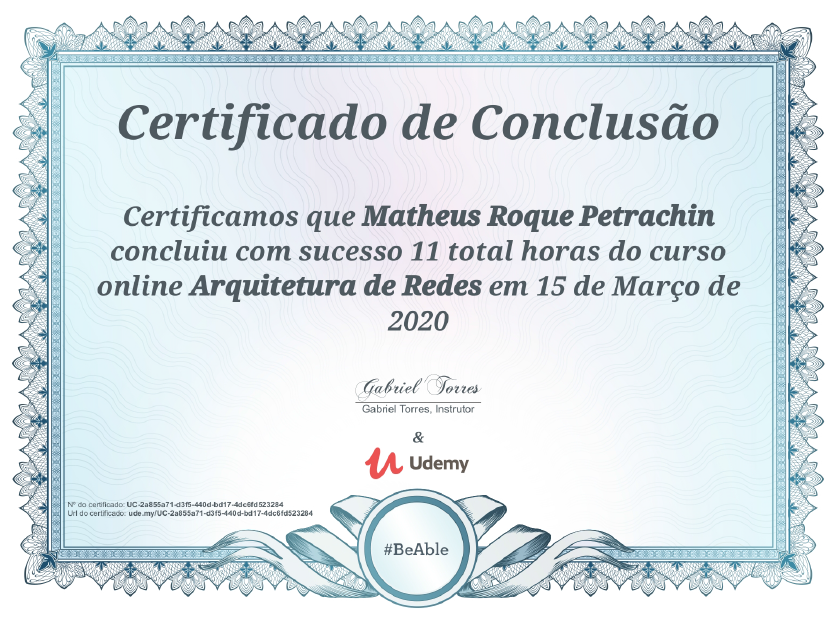 Certificado de Conclusão
Certificamos que Matheus Roque Petrachin
concluiu com sucesso 11 total horas do curso
online Arquitetura de Redes em 15 de Março de
2020
Gabriel Torres
Gabriel Torres, Instrutor
&
Udemy
Nº do certificado: UC-2a855a71-d3f5-440d-bd17-4dc6fd523284
Url do certificado: ude.my/UC-2a855a71-d3f5-440d-bd17-4dc6fd523284
#BeAble